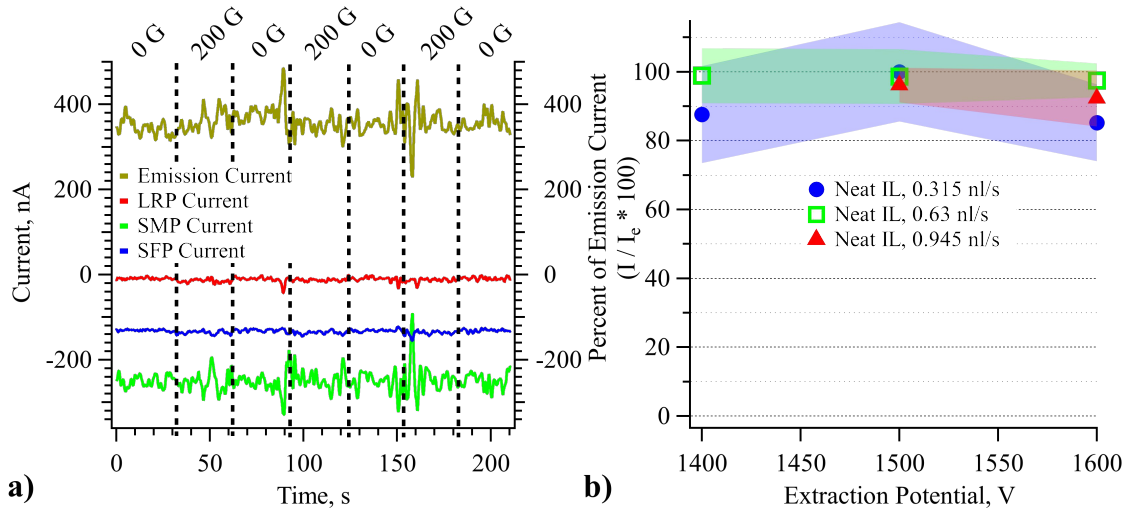 0 G 200 G 0 G 200 G 0 G 200 G 0 G
400
200
0
-200
Current, nA
Emission Current
LRP Current
SMP Current
SFP Current
400
200
0
-200
0 50 100 150 200
Time, s
a)
Percent of Emission Current
(I / Ie * 100)
100
80
60
40
20
0
Neat IL, 0.315 nl/s
Neat IL, 0.63 nl/s
Neat IL, 0.945 nl/s
1400 1450 1500 1550 1600
Extraction Potential, V
b)